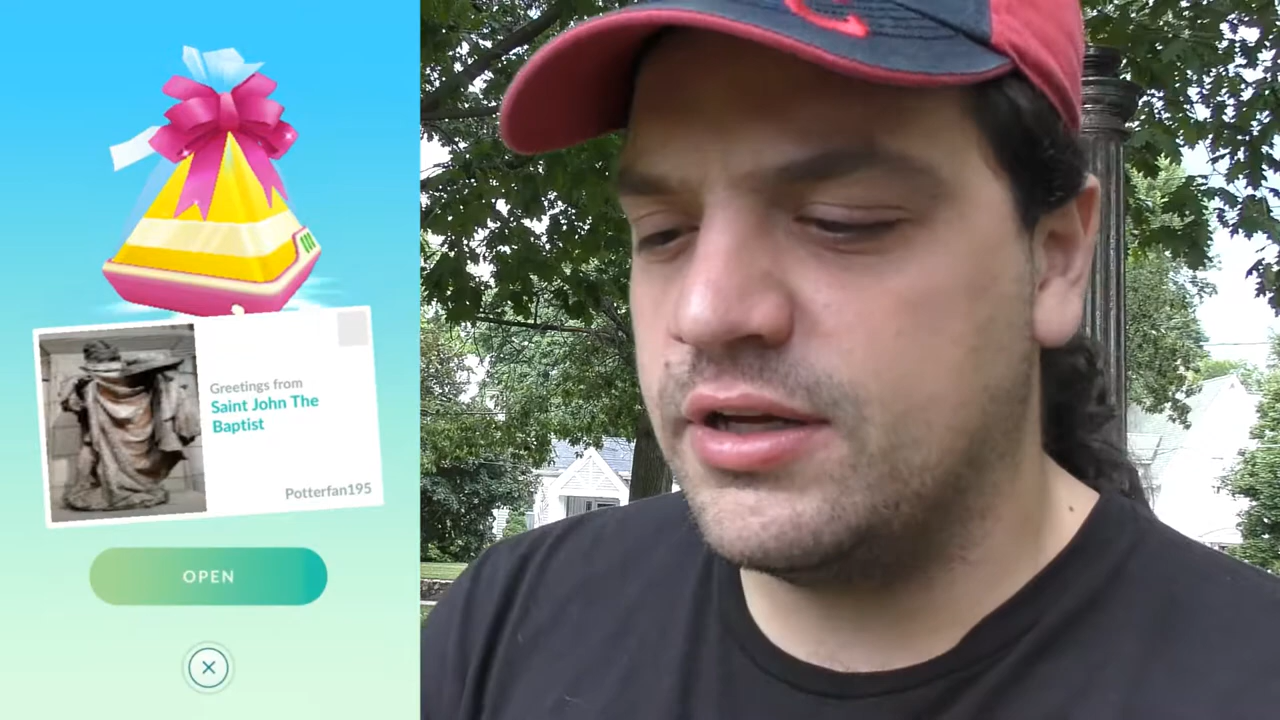 Greetings from
Saint John The
Baptist
Potterfan195
OPEN